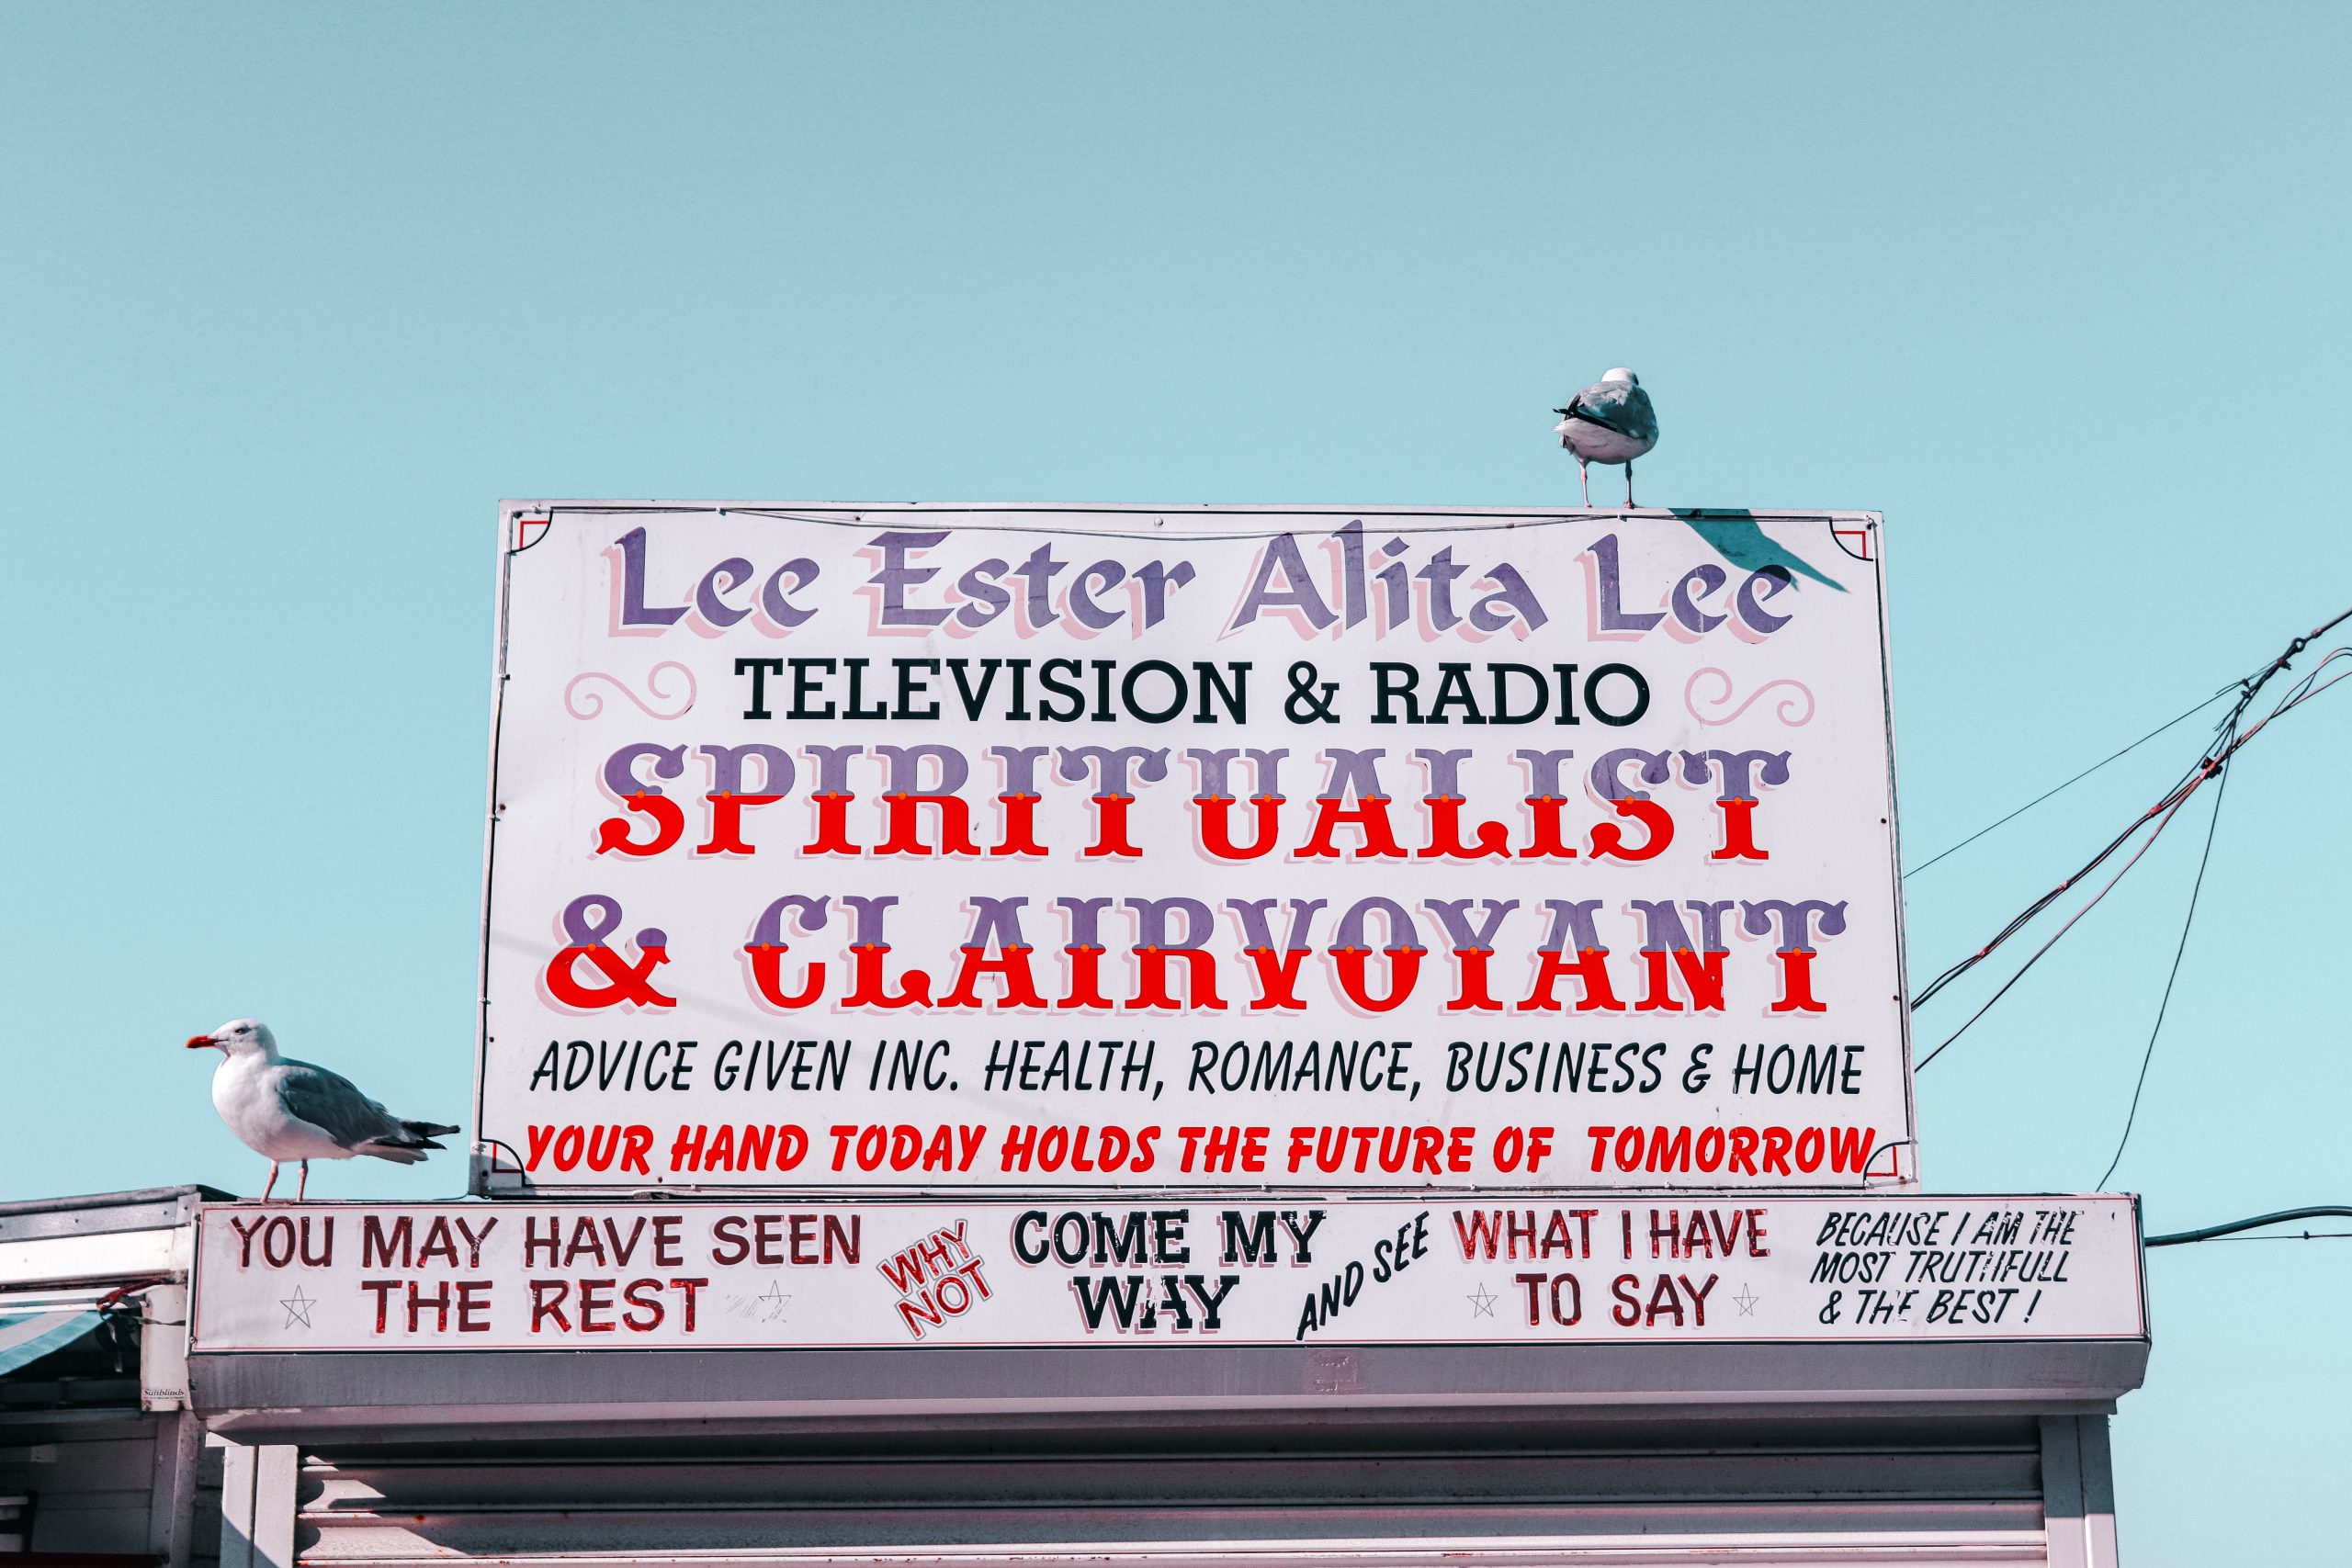 Lee Ester Alita Lee
TELEVISION & RADIO
SPIRITUALIST
& CLAIRVOYANT
ADVICE GIVEN INC. HEALTH, ROMANCE, BUSINESS & HOME
YOUR HAND TODAY HOLDS THE FUTURE OF TOMORROW
YOU MAY HAVE SEEN
THE REST
WHY
NOT
COME MY
WAY
AND SEE
WHAT I HAVE
TO SAY
BECAUSE I AM THE
MOST TRUTHFULL
& THE BEST !
Sunblinds